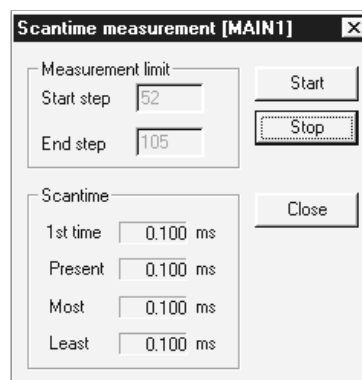 Scantime measurement [MAIN1]
Measurement limit
Start step 52
End step 105
Start
Stop
Close
Scantime
1st time 0.100 ms
Present 0.100 ms
Most 0.100 ms
Least 0.100 ms